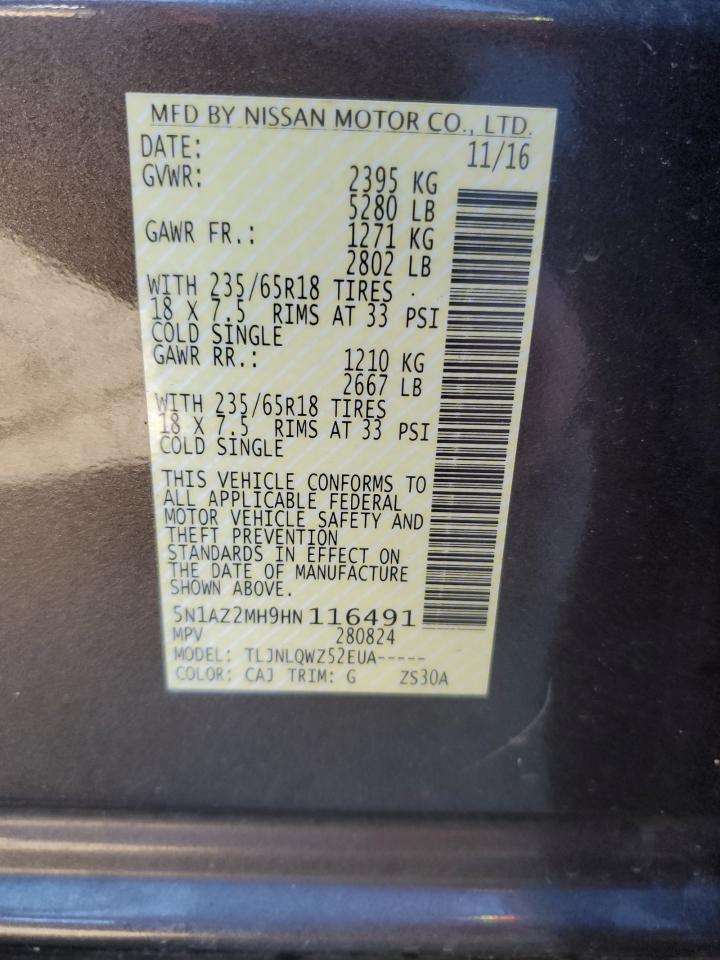 MFD BY NISSAN MOTOR CO., LTD.
DATE: 11/16
GVWR: 2395 KG
5280 LB
GAWR FR.: 1271 KG
2802 LB
WITH 235/65R18 TIRES
18 X 7.5 RIMS AT 33 PSI
COLD SINGLE
GAWR RR.: 1210 KG
2667 LB
WITH 235/65R18 TIRES
18 X 7.5 RIMS AT 33 PSI
COLD SINGLE
THIS VEHICLE CONFORMS TO
ALL APPLICABLE FEDERAL
MOTOR VEHICLE SAFETY AND
THEFT PREVENTION
STANDARDS IN EFFECT ON
THE DATE OF MANUFACTURE
SHOWN ABOVE.
5N1AZ2MH9HN116491
MPV 280824
MODEL: TLJNLQWZ52EUA-----
COLOR: CAJ TRIM: G ZS30A